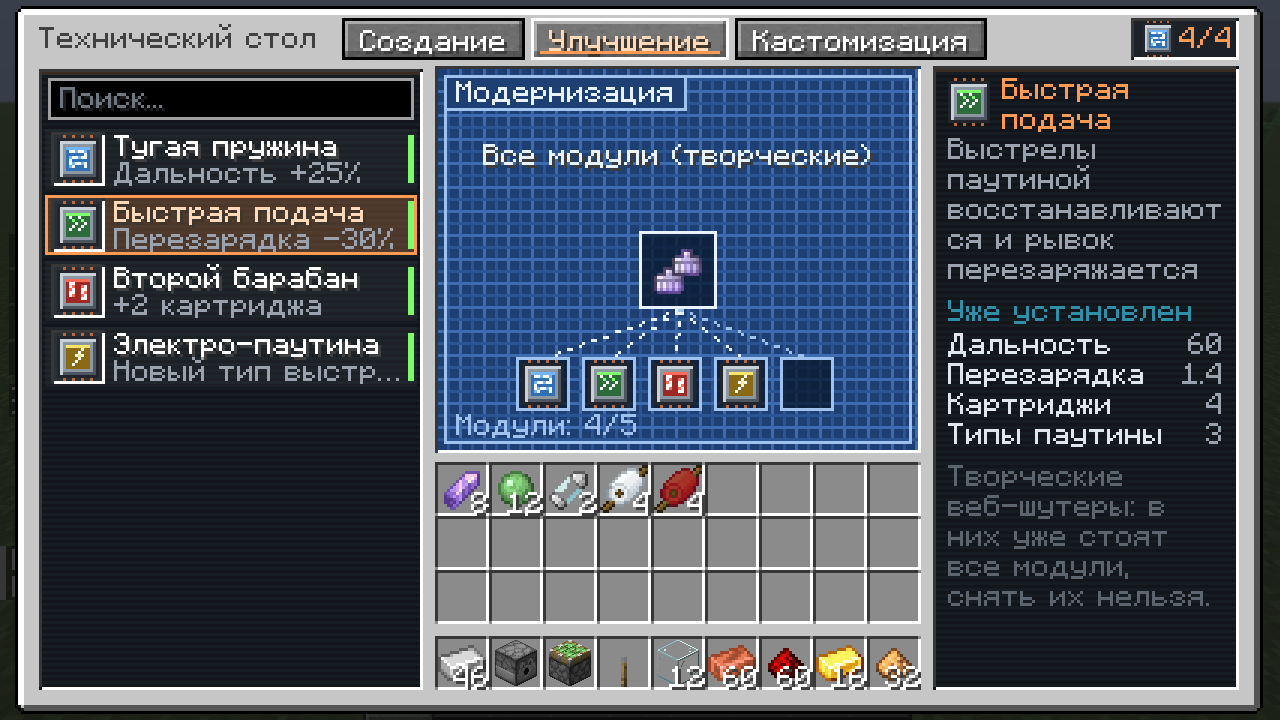 Технический стол
Создание
Улучшение
Кастомизация
4/4
Поиск...
Тугая пружина
Дальность +25%
Быстрая подача
Перезарядка -30%
Второй барабан
+2 картриджа
Электро-паутина
Новый тип выстр...
Модернизация
Все модули (творческие)
Модули: 4/5
8
12
2
4
4
46
12
60
60
16
32
Быстрая
подача
Выстрелы
паутиной
восстанавливают
ся и рывок
перезаряжается
Уже установлен
Дальность 60
Перезарядка 1.4
Картриджи 4
Типы паутины 3
Творческие
веб-шутеры: в
них уже стоят
все модули,
снять их нельзя.